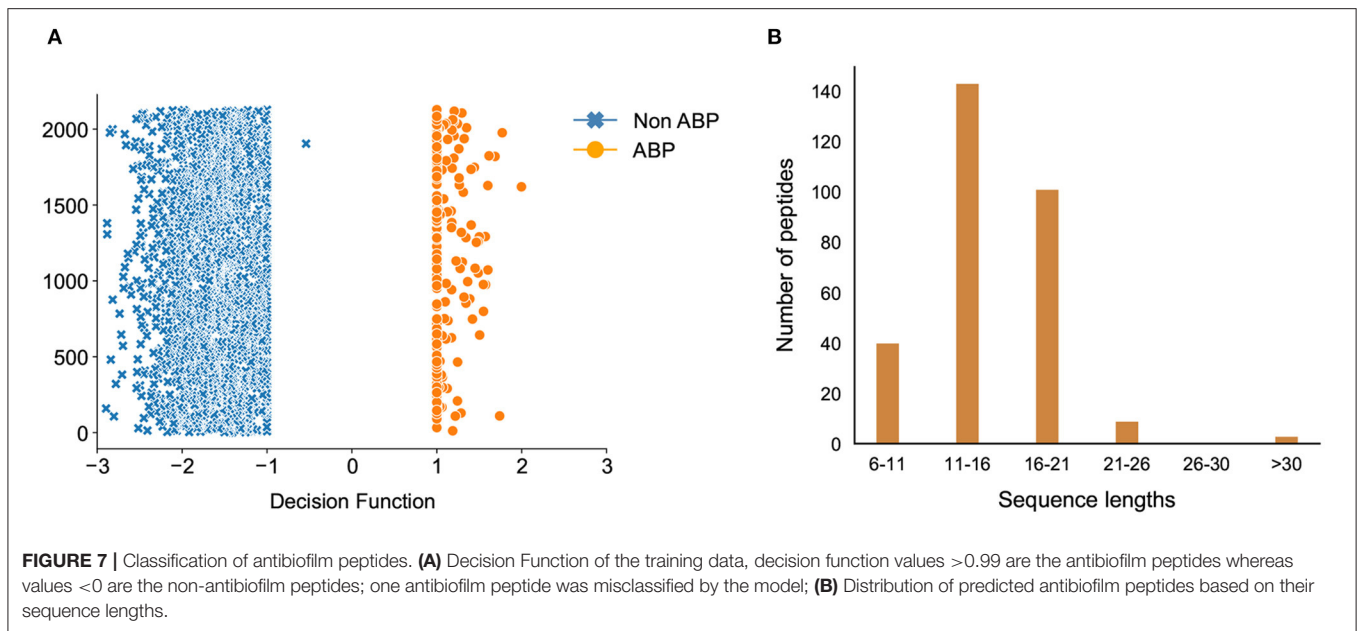 A
2000
1500
1000
500
0
−3
−2
−1
0
1
2
3
Decision Function
Non ABP
ABP
B
Number of peptides
140
120
100
80
60
40
20
0
6-11
11-16
16-21
21-26
26-30
>30
Sequence lengths
FIGURE 7 | Classification of antibiofilm peptides. (A) Decision Function of the training data, decision function values >0.99 are the antibiofilm peptides whereas
values <0 are the non-antibiofilm peptides; one antibiofilm peptide was misclassified by the model; (B) Distribution of predicted antibiofilm peptides based on their
sequence lengths.